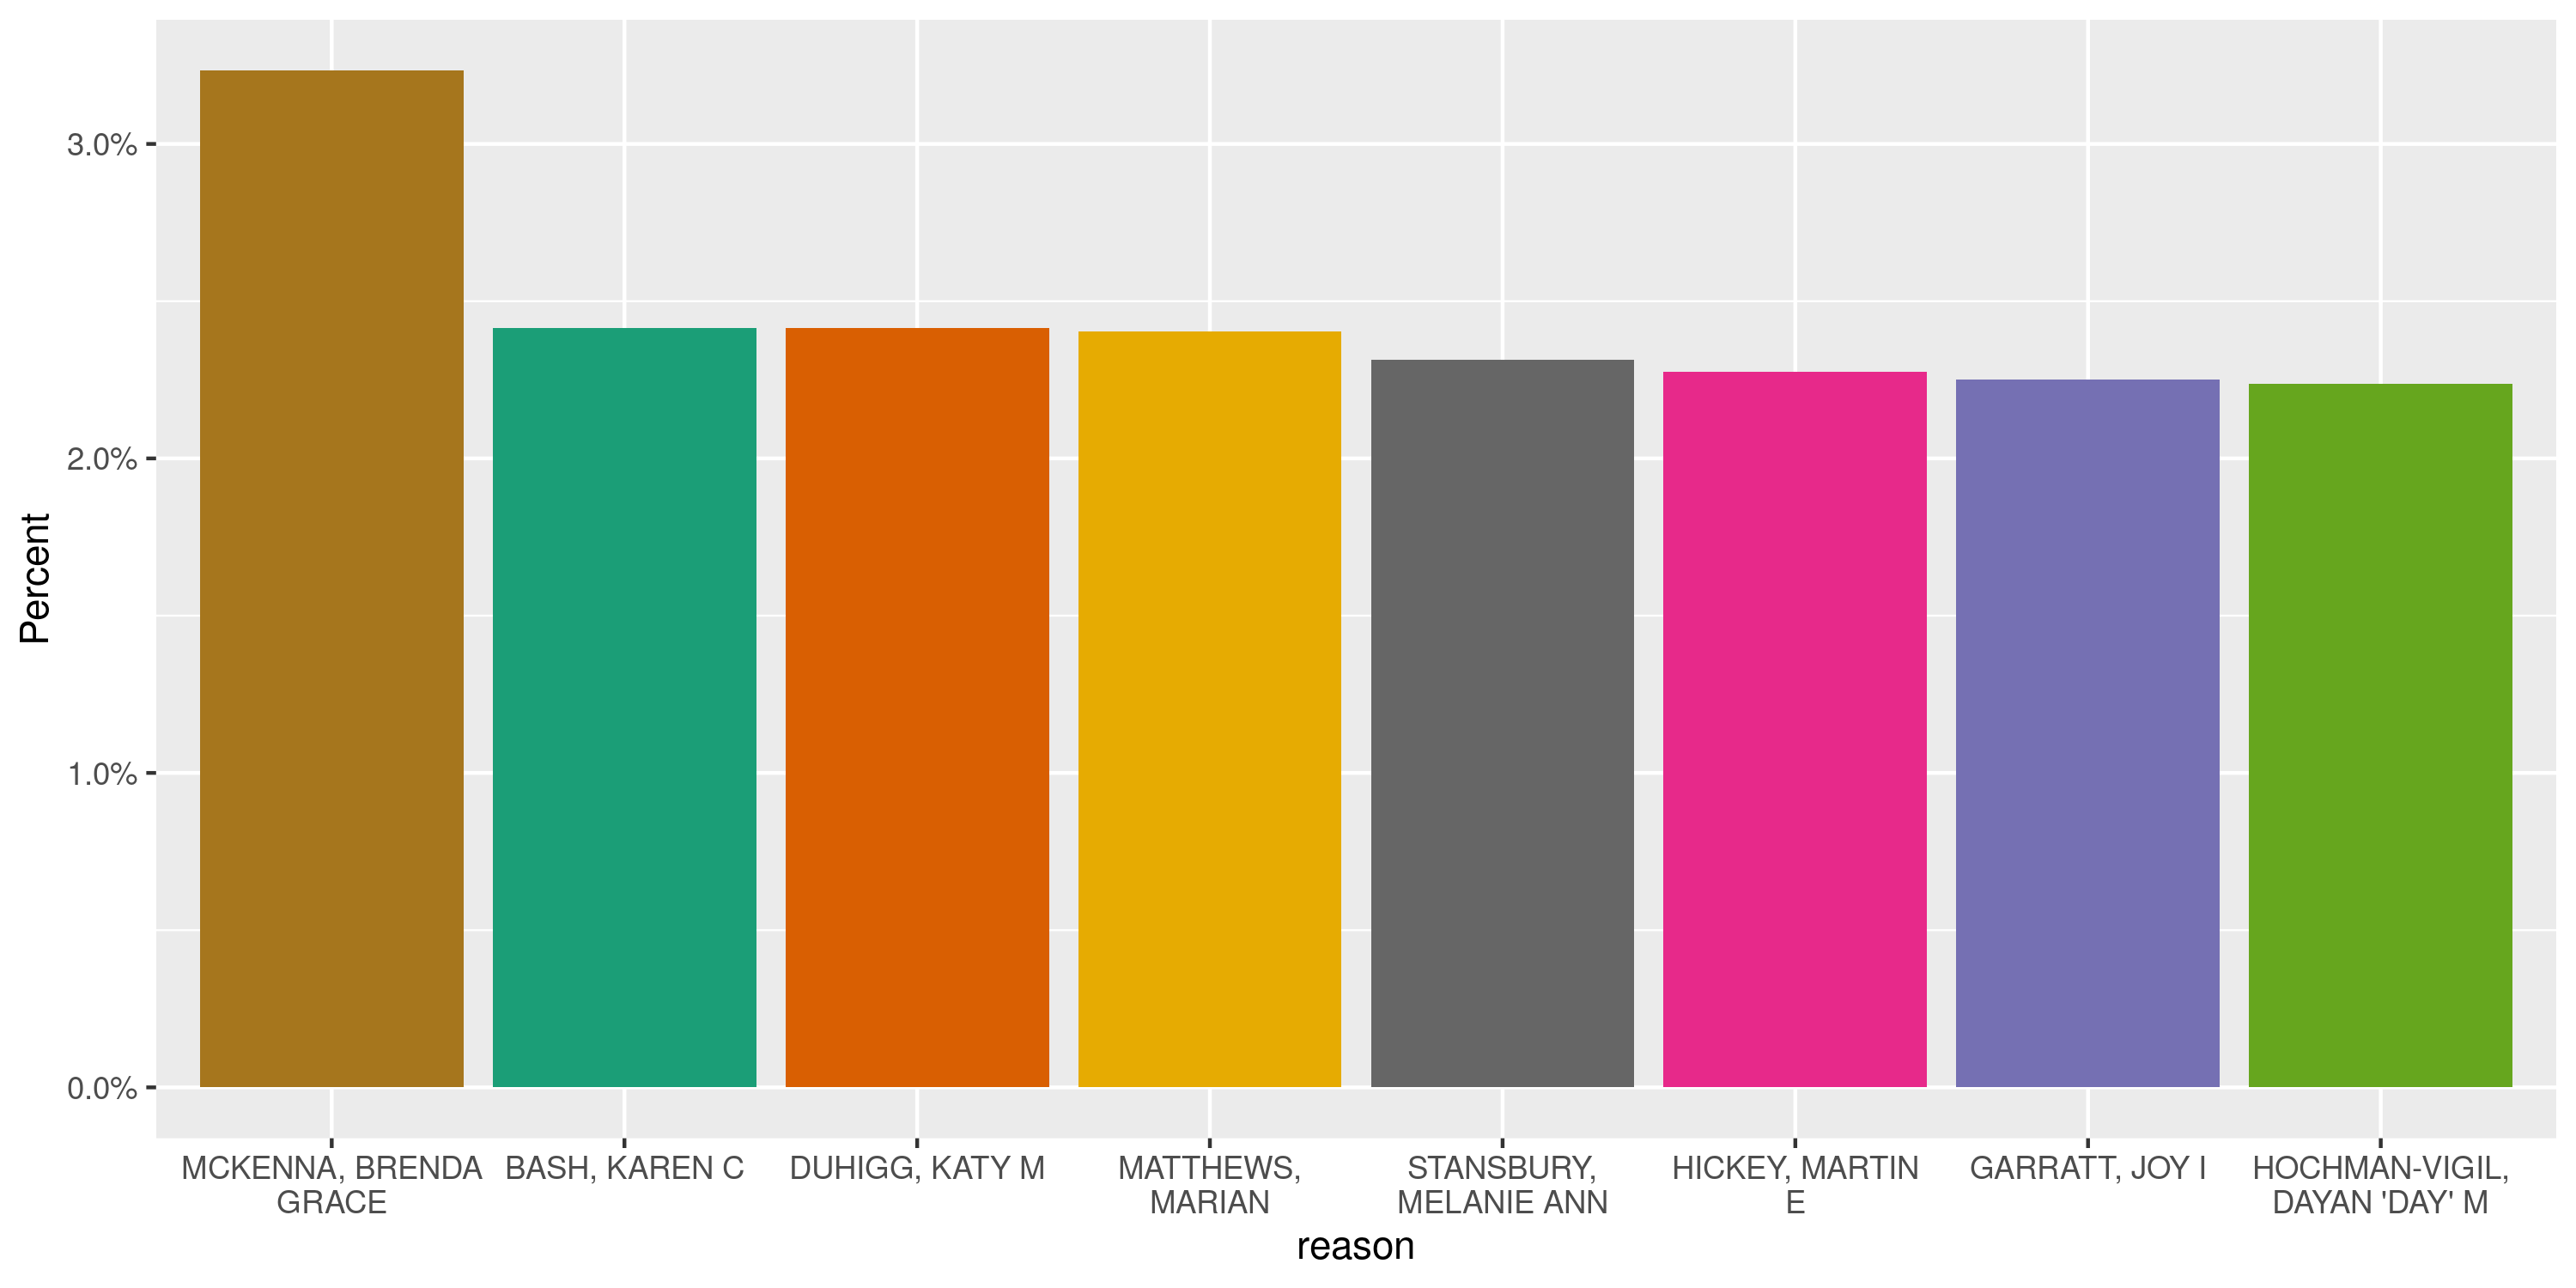 3.0%
2.0%
1.0%
0.0%
Percent
MCKENNA, BRENDA
GRACE
BASH, KAREN C
DUHIGG, KATY M
MATTHEWS,
MARIAN
STANSBURY,
MELANIE ANN
HICKEY, MARTIN
E
GARRATT, JOY I
HOCHMAN-VIGIL,
DAYAN 'DAY' M
reason